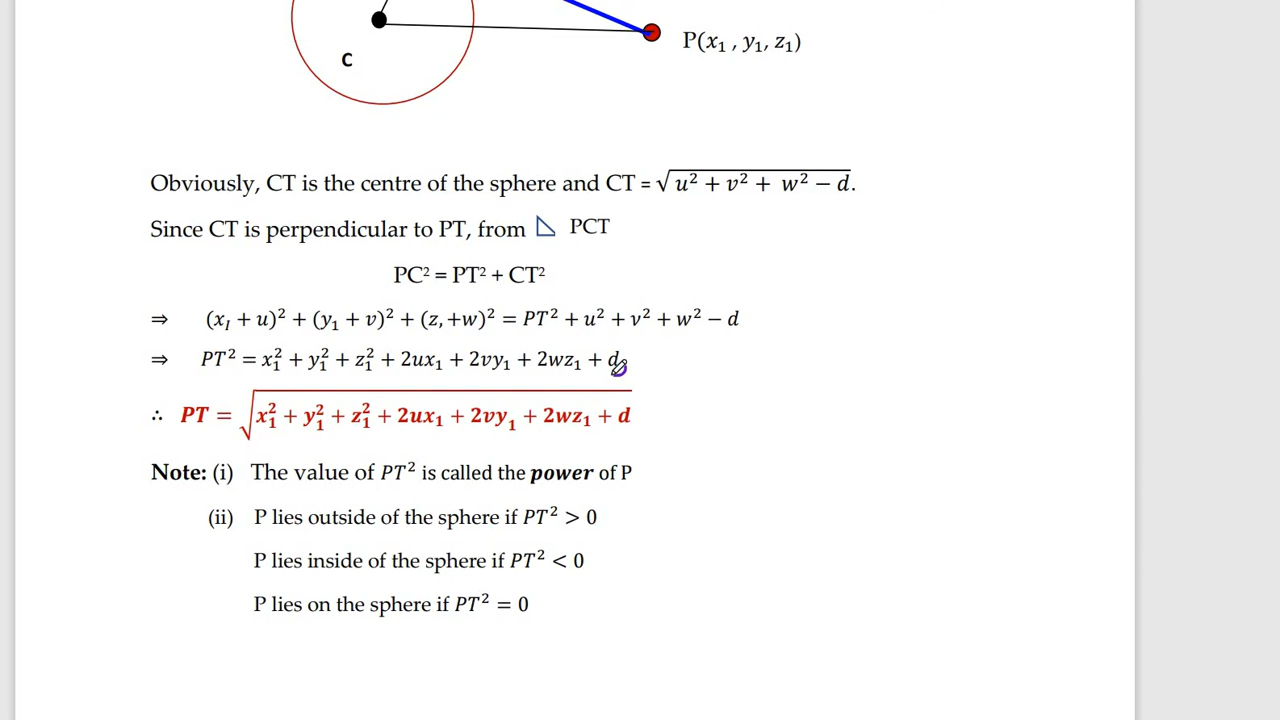 P(x₁ , y₁, z₁)
C
Obviously, CT is the centre of the sphere and CT = √(u² + v² + w² − d).
Since CT is perpendicular to PT, from ◺ PCT
PC² = PT² + CT²
⇒ (x_I + u)² + (y₁ + v)² + (z,+w)² = PT² + u² + v² + w² − d
⇒ PT² = x₁² + y₁² + z₁² + 2ux₁ + 2vy₁ + 2wz₁ + d
∴ PT = √(x₁² + y₁² + z₁² + 2ux₁ + 2vy₁ + 2wz₁ + d)
Note: (i) The value of PT² is called the power of P
(ii) P lies outside of the sphere if PT² > 0
P lies inside of the sphere if PT² < 0
P lies on the sphere if PT² = 0